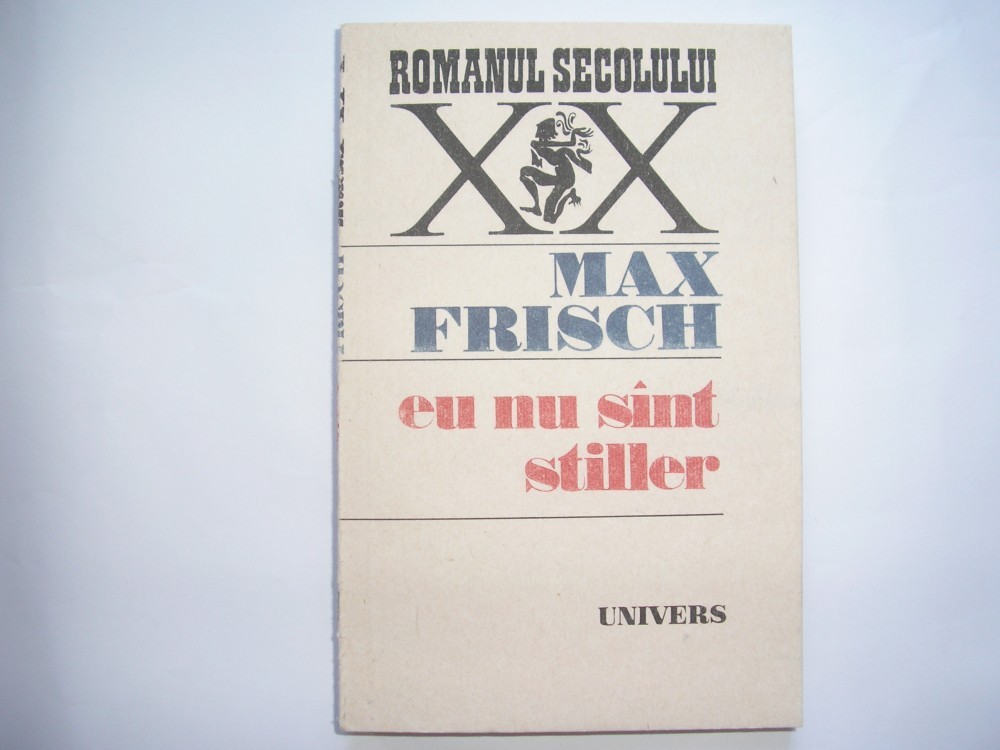 ROMANUL SECOLULUI
XX
MAX
FRISCH
eu nu sînt
stiller
UNIVERS